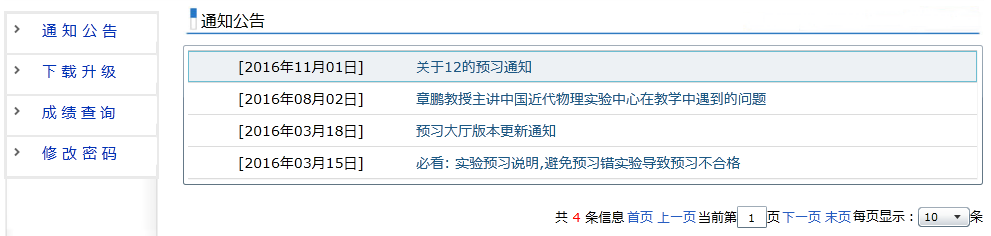 通知公告
下载升级
成绩查询
修改密码
通知公告
[2016年11月01日] 关于12的预习通知
[2016年08月02日] 章鹏教授主讲中国近代物理实验中心在教学中遇到的问题
[2016年03月18日] 预习大厅版本更新通知
[2016年03月15日] 必看: 实验预习说明,避免预习错实验导致预习不合格
共 4 条信息 首页 上一页 当前第 1 页 下一页 末页 每页显示: 10 条